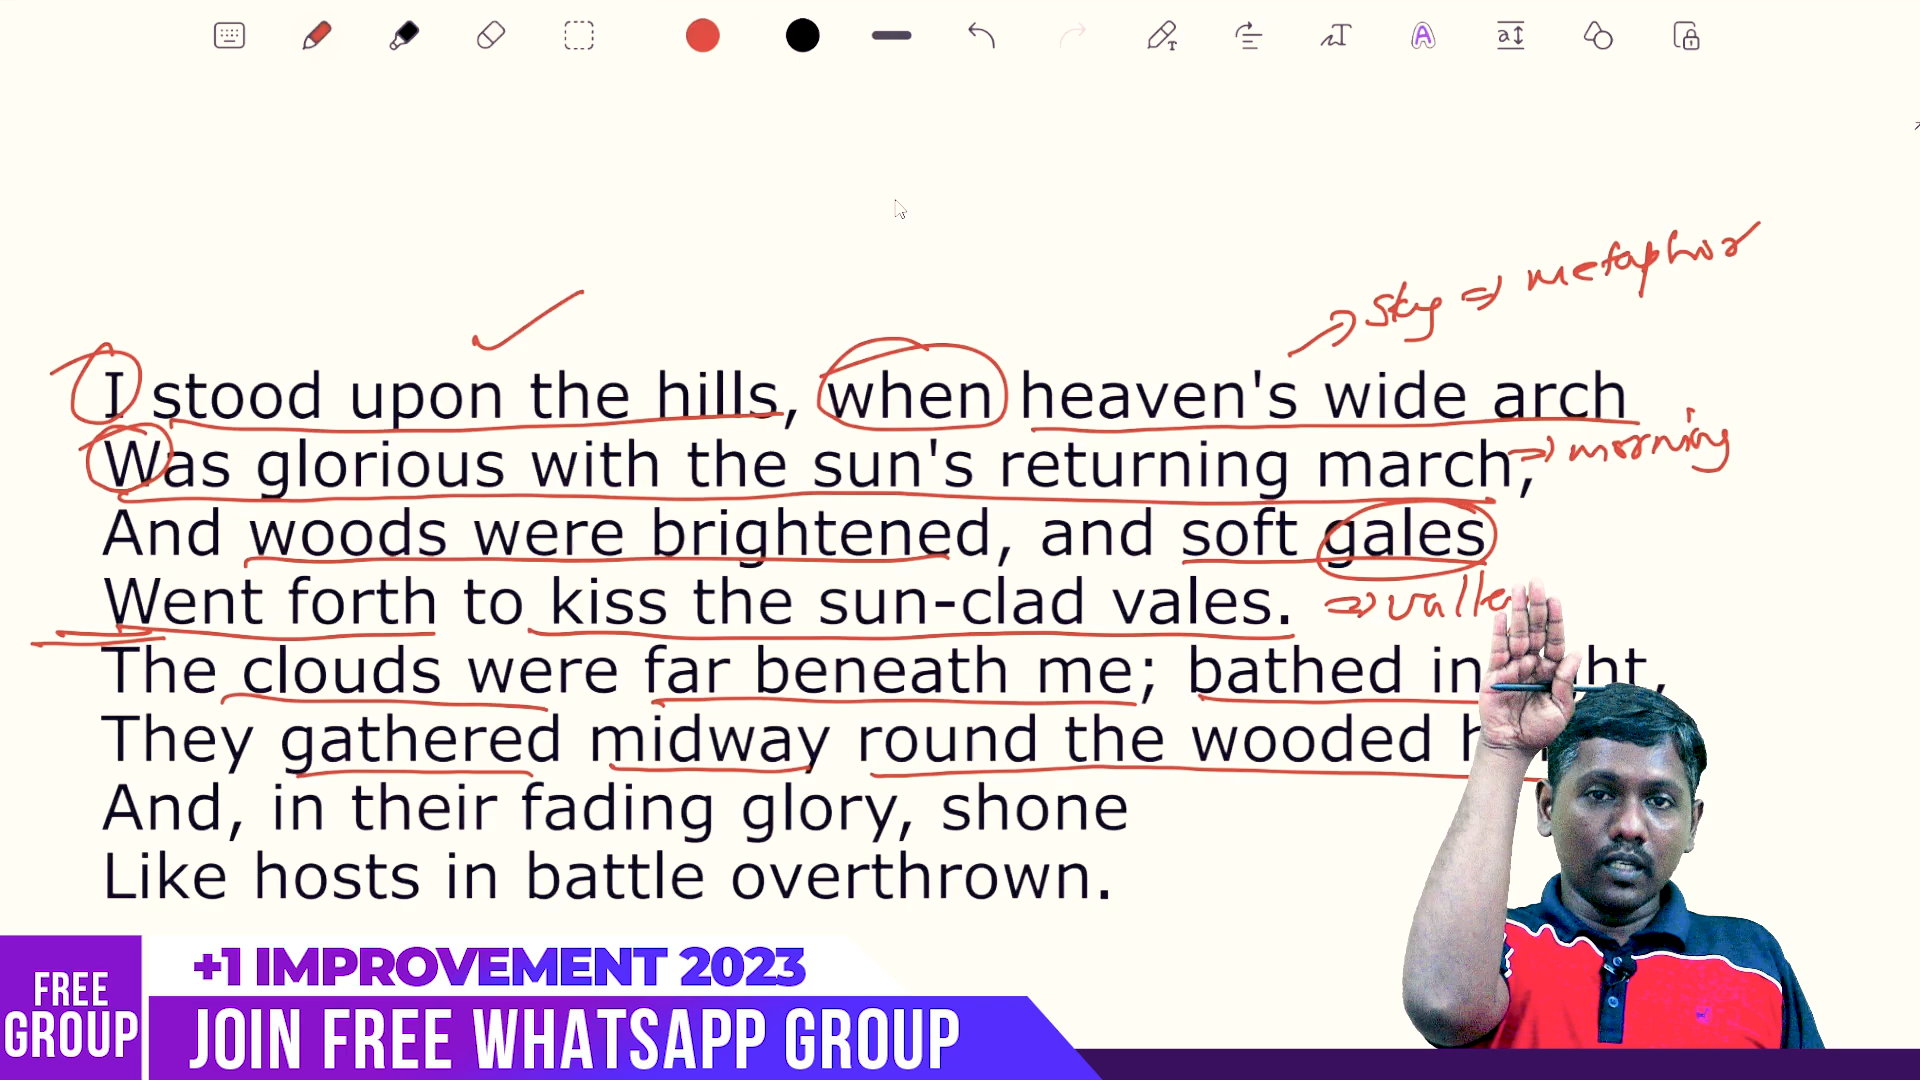 sky ⇒ metaphor
I stood upon the hills, when heaven's wide arch
Was glorious with the sun's returning march, ⇒ morning
And woods were brightened, and soft gales
Went forth to kiss the sun-clad vales. ⇒ valle
The clouds were far beneath me; bathed in ht,
They gathered midway round the wooded h
And, in their fading glory, shone
Like hosts in battle overthrown.
+1 IMPROVEMENT 2023
FREE
GROUP
JOIN FREE WHATSAPP GROUP